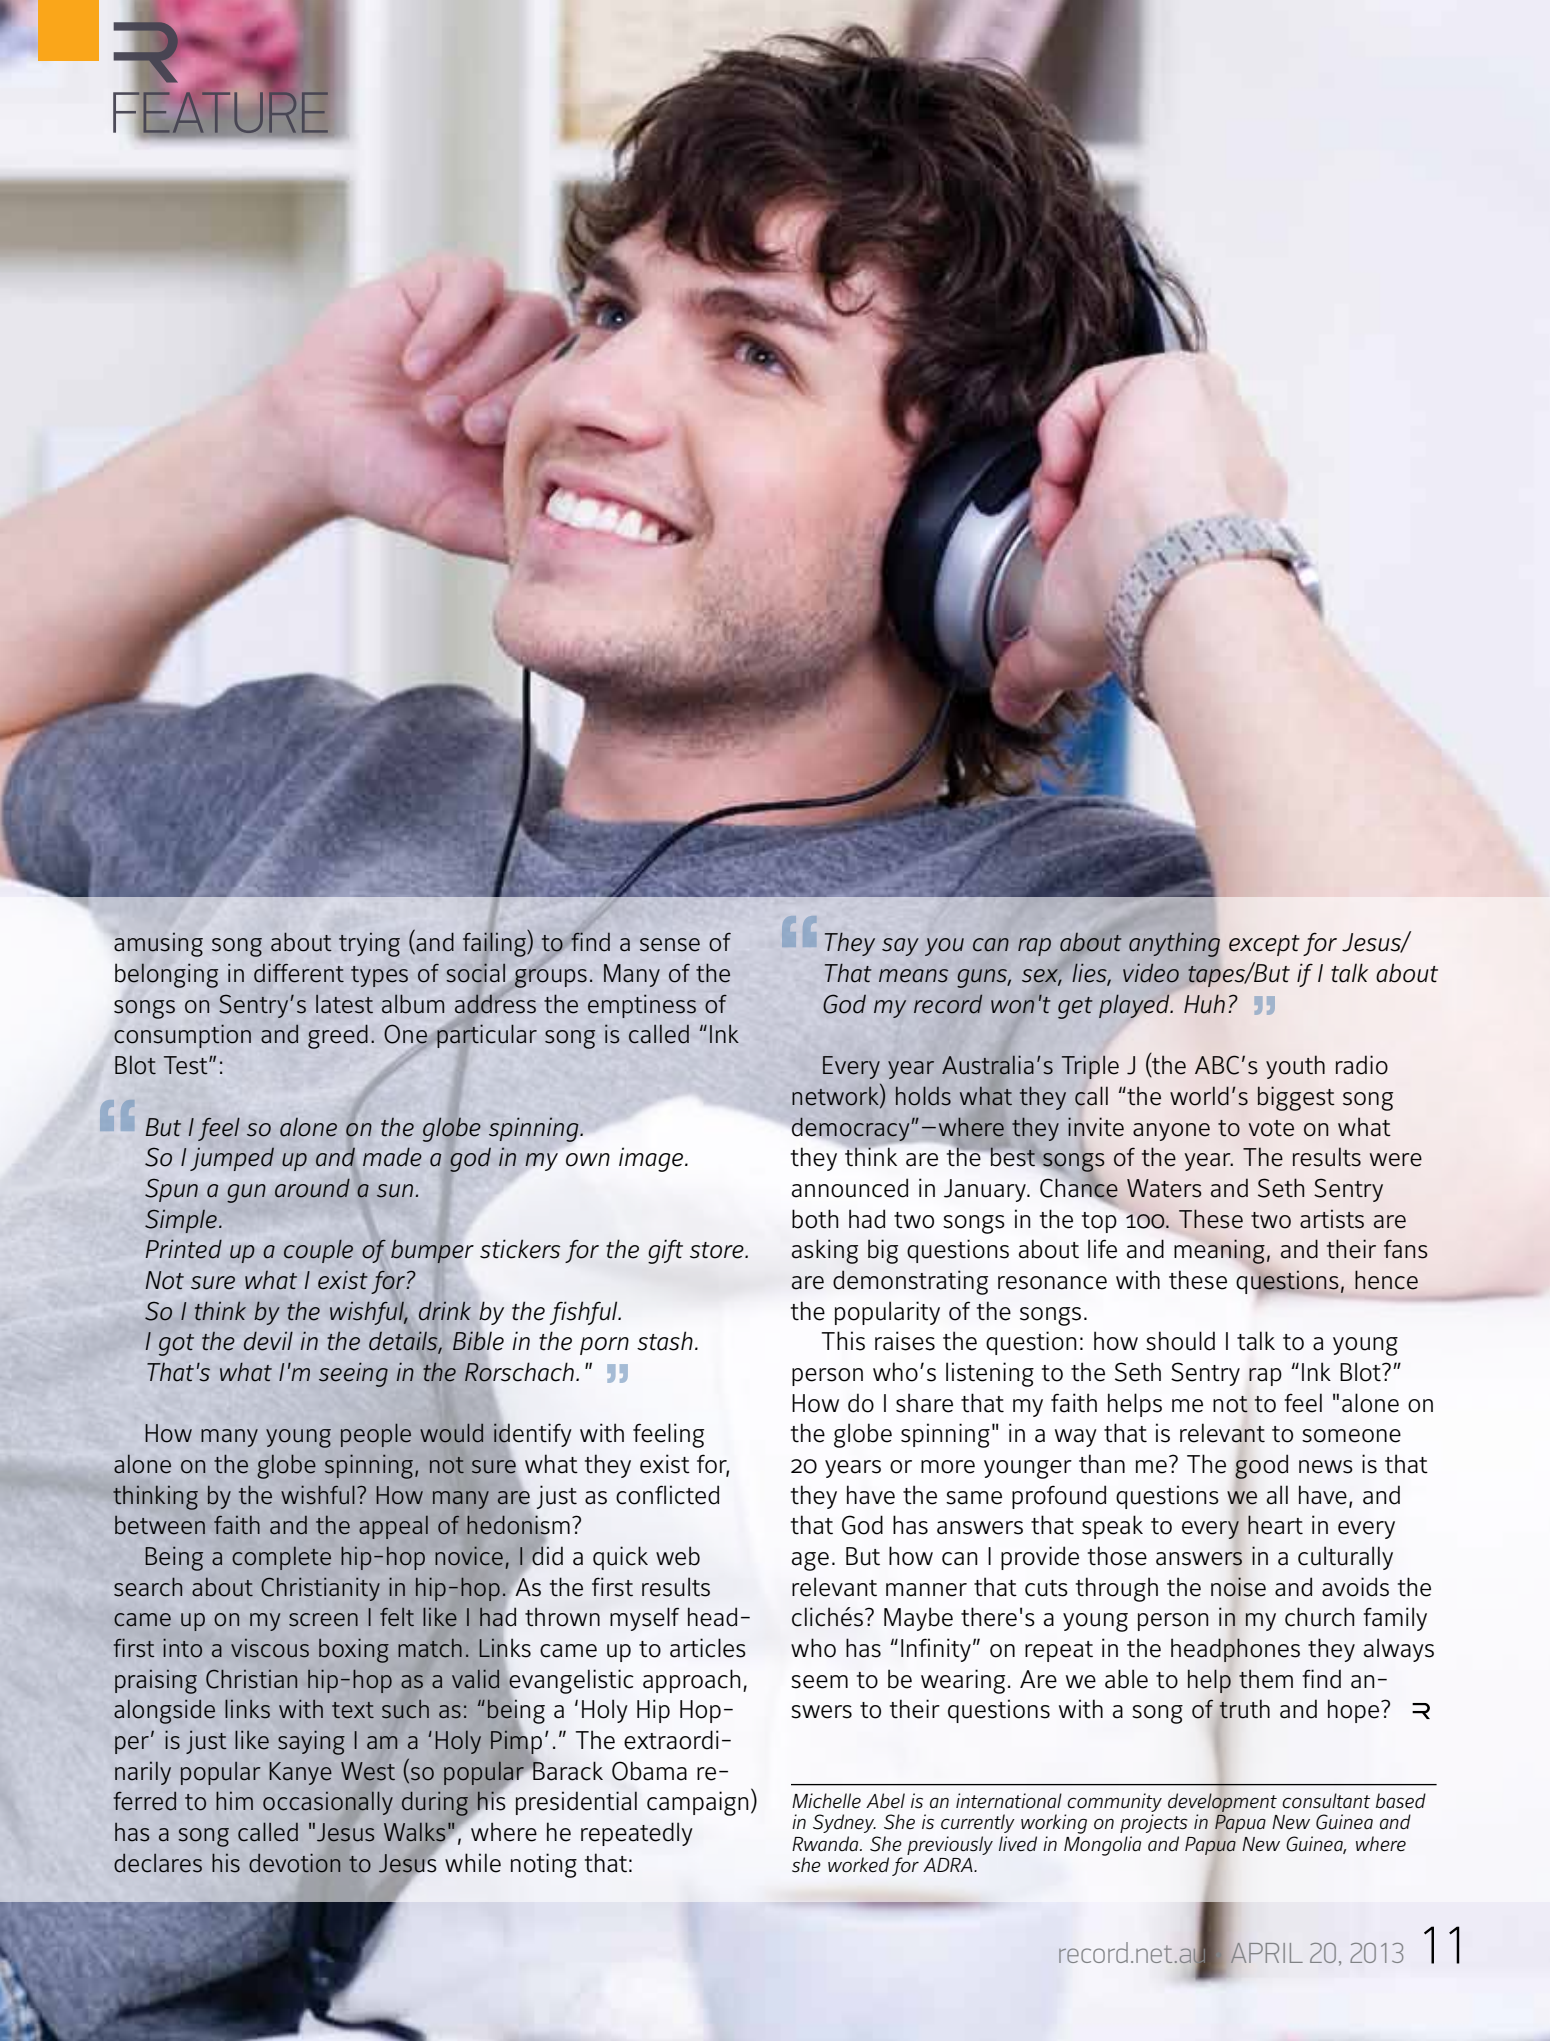 FEATURE
amusing song about trying (and failing) to find a sense of
belonging in different types of social groups. Many of the
songs on Sentry’s latest album address the emptiness of
consumption and greed. One particular song is called “Ink
Blot Test”:
“ But I feel so alone on the globe spinning.
So I jumped up and made a god in my own image.
Spun a gun around a sun.
Simple.
Printed up a couple of bumper stickers for the gift store.
Not sure what I exist for?
So I think by the wishful, drink by the fishful.
I got the devil in the details, Bible in the porn stash.
That's what I'm seeing in the Rorschach." ”
How many young people would identify with feeling
alone on the globe spinning, not sure what they exist for,
thinking by the wishful? How many are just as conflicted
between faith and the appeal of hedonism?
Being a complete hip-hop novice, I did a quick web
search about Christianity in hip-hop. As the first results
came up on my screen I felt like I had thrown myself head-
first into a viscous boxing match. Links came up to articles
praising Christian hip-hop as a valid evangelistic approach,
alongside links with text such as: “being a ‘Holy Hip Hop-
per’ is just like saying I am a ‘Holy Pimp’.” The extraordi-
narily popular Kanye West (so popular Barack Obama re-
ferred to him occasionally during his presidential campaign)
has a song called "Jesus Walks", where he repeatedly
declares his devotion to Jesus while noting that:
“ They say you can rap about anything except for Jesus/
That means guns, sex, lies, video tapes/But if I talk about
God my record won't get played. Huh? ”
Every year Australia’s Triple J (the ABC’s youth radio
network) holds what they call “the world’s biggest song
democracy”—where they invite anyone to vote on what
they think are the best songs of the year. The results were
announced in January. Chance Waters and Seth Sentry
both had two songs in the top 100. These two artists are
asking big questions about life and meaning, and their fans
are demonstrating resonance with these questions, hence
the popularity of the songs.
This raises the question: how should I talk to a young
person who’s listening to the Seth Sentry rap “Ink Blot?”
How do I share that my faith helps me not to feel "alone on
the globe spinning" in a way that is relevant to someone
20 years or more younger than me? The good news is that
they have the same profound questions we all have, and
that God has answers that speak to every heart in every
age. But how can I provide those answers in a culturally
relevant manner that cuts through the noise and avoids the
clichés? Maybe there's a young person in my church family
who has “Infinity” on repeat in the headphones they always
seem to be wearing. Are we able to help them find an-
swers to their questions with a song of truth and hope?
Michelle Abel is an international community development consultant based
in Sydney. She is currently working on projects in Papua New Guinea and
Rwanda. She previously lived in Mongolia and Papua New Guinea, where
she worked for ADRA.
record.net.au APRIL 20, 2013 11